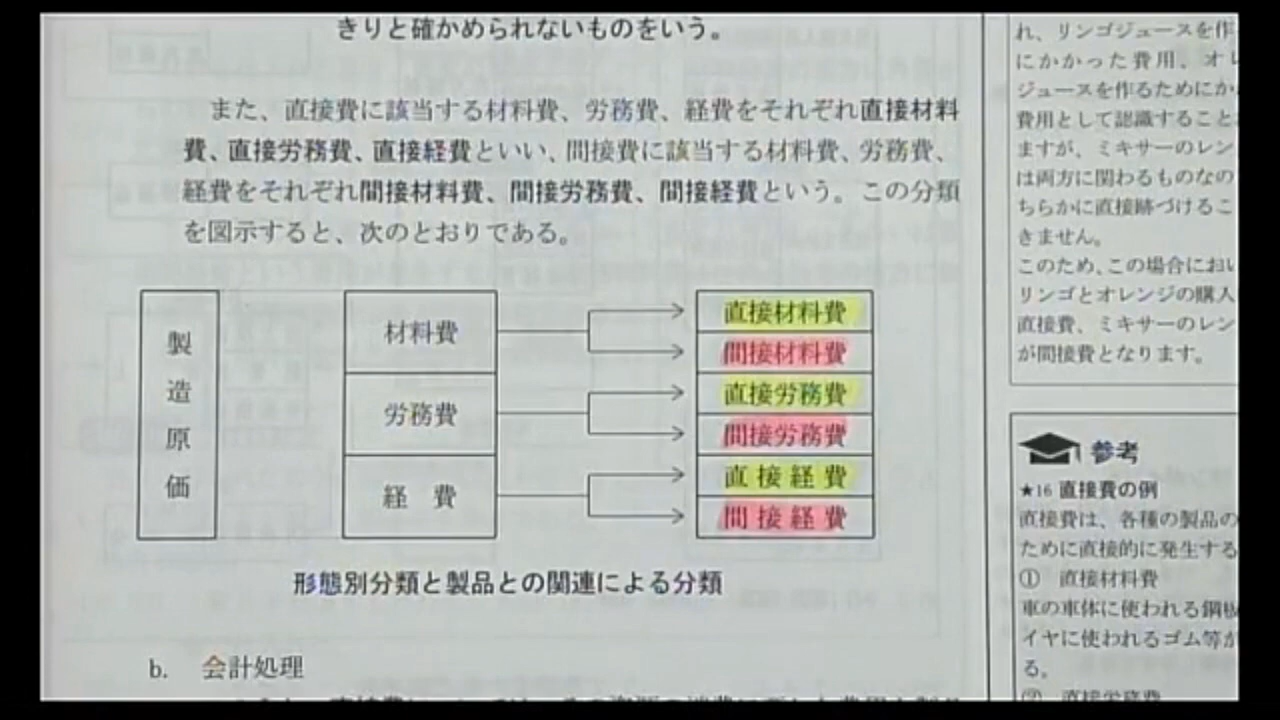 きりと確かめられないものをいう。
また、直接費に該当する材料費、労務費、経費をそれぞれ直接材料
費、直接労務費、直接経費といい、間接費に該当する材料費、労務費、
経費をそれぞれ間接材料費、間接労務費、間接経費という。この分類
を図示すると、次のとおりである。
製造原価
材料費
労務費
経費
直接材料費
間接材料費
直接労務費
間接労務費
直接経費
間接経費
形態別分類と製品との関連による分類
b. 会計処理
れ、リンゴジュースを作
にかかった費用、オレ
ジュースを作るためにか
費用として認識すること
ますが、ミキサーのレン
は両方に関わるものなの
ちらかに直接跡づけるこ
きません。
このため、この場合におい
リンゴとオレンジの購入
直接費、ミキサーのレン
が間接費となります。
参考
★16 直接費の例
直接費は、各種の製品の
ために直接的に発生する
① 直接材料費
車の車体に使われる鋼板
イヤに使われるゴム等が
る。
② 直接労務費